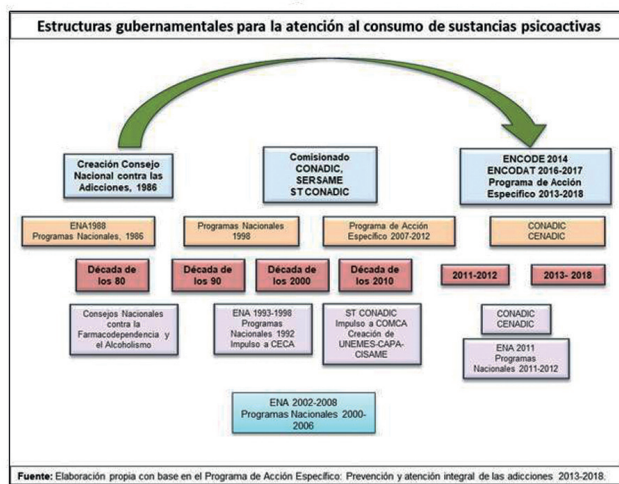 Estructuras gubernamentales para la atención al consumo de sustancias psicoactivas
Creación Consejo
Nacional contra las
Adicciones, 1986
Comisionado
CONADIC,
SERSAME
ST CONADIC
ENCODE 2014
ENCODAT 2016-2017
Programa de Acción
Específico 2013-2018
ENA1988
Programas Nacionales, 1986
Programas Nacionales
1998
Programa de Acción
Específico 2007-2012
CONADIC
CENADIC
Década de
los 80
Década de
los 90
Década de
los 2000
Década de
los 2010
2011-2012
2013- 2018
Consejos Nacionales
contra la
Farmacodependencia y
el Alcoholismo
ENA 1993-1998
Programas
Nacionales 1992
Impulso a CECA
ST CONADIC
Impulso a COMCA
Creación de
UNEMES-CAPA-
CISAME
CONADIC
CENADIC
ENA 2011
Programas
Nacionales 2011-2012
ENA 2002-2008
Programas Nacionales 2000-
2006
Fuente: Elaboración propia con base en el Programa de Acción Específico: Prevención y atención integral de las adicciones 2013-2018.